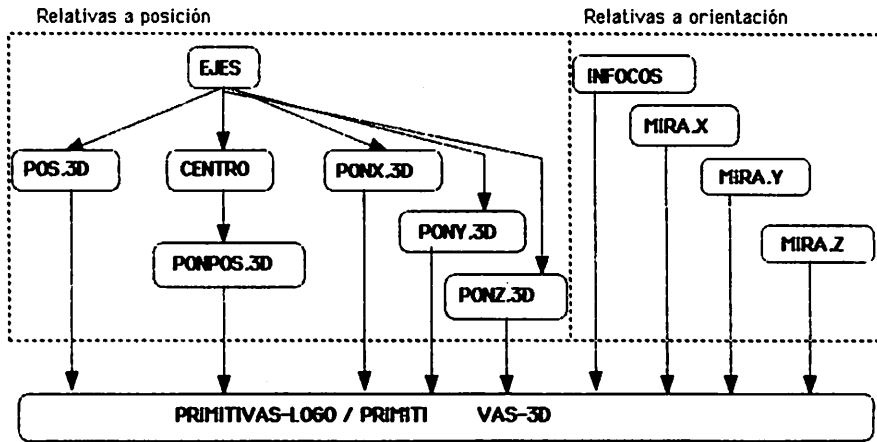 Relativas a posición
Relativas a orientación
EJES
INFOCOS
MIRA.X
POS.3D
CENTRO
PONX.3D
MIRA.Y
PONY.3D
MIRA.Z
PONPOS.3D
PONZ.3D
PRIMITIVAS-LOGO / PRIMITI VAS-3D